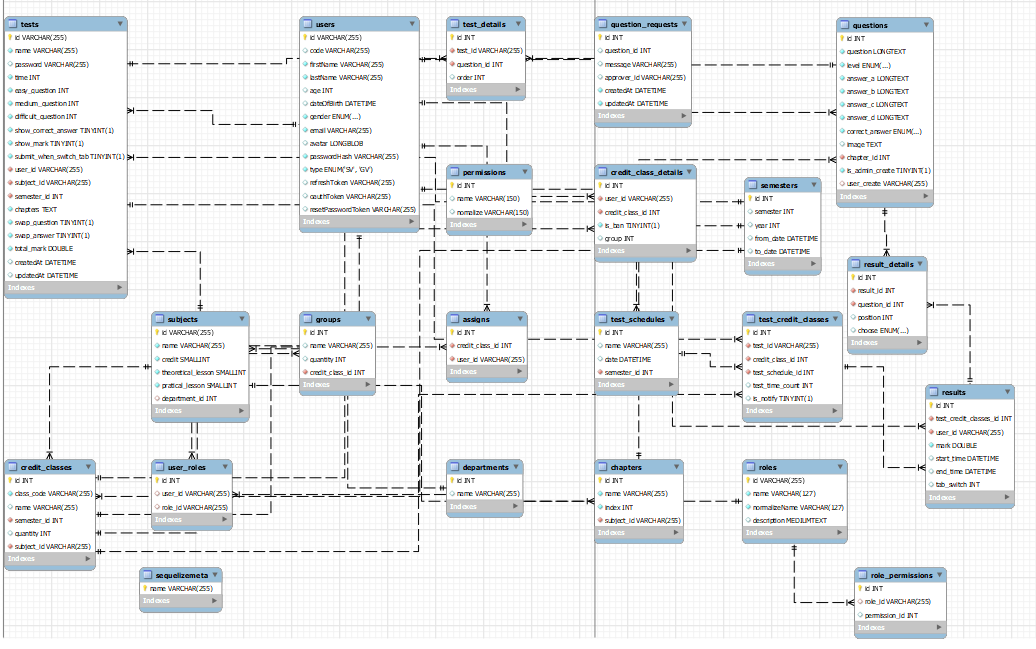 tests
id VARCHAR(255)
name VARCHAR(255)
password VARCHAR(255)
time INT
easy_question INT
medium_question INT
difficult_question INT
show_correct_answer TINYINT(1)
show_mark TINYINT(1)
submit_when_switch_tab TINYINT(1)
user_id VARCHAR(255)
subject_id VARCHAR(255)
semester_id INT
chapters TEXT
swap_question TINYINT(1)
swap_answer TINYINT(1)
total_mark DOUBLE
createdAt DATETIME
updatedAt DATETIME
Indexes
users
id VARCHAR(255)
code VARCHAR(255)
firstName VARCHAR(255)
lastName VARCHAR(255)
age INT
dateOfBirth DATETIME
gender ENUM(...)
email VARCHAR(255)
avatar LONGBLOB
passwordHash VARCHAR(255)
type ENUM('SV', 'GV')
refreshToken VARCHAR(255)
oauthToken VARCHAR(255)
resetPasswordToken VARCHAR(255)
Indexes
test_details
id INT
test_id VARCHAR(255)
question_id INT
order INT
Indexes
question_requests
id INT
question_id INT
message VARCHAR(255)
approver_id VARCHAR(255)
createdAt DATETIME
updatedAt DATETIME
Indexes
questions
id INT
question LONGTEXT
level ENUM(...)
answer_a LONGTEXT
answer_b LONGTEXT
answer_c LONGTEXT
answer_d LONGTEXT
correct_answer ENUM(...)
image TEXT
chapter_id INT
is_admin_create TINYINT(1)
user_create VARCHAR(255)
Indexes
permissions
id INT
name VARCHAR(150)
nomalize VARCHAR(150)
Indexes
credit_class_details
user_id VARCHAR(255)
credit_class_id INT
is_ban TINYINT(1)
group INT
Indexes
semesters
id INT
semester INT
year INT
from_date DATETIME
to_date DATETIME
Indexes
result_details
id INT
result_id INT
question_id INT
position INT
choose ENUM(...)
Indexes
subjects
id VARCHAR(255)
name VARCHAR(255)
credit SMALLINT
theoretical_lesson SMALLINT
pratical_lesson SMALLINT
department_id INT
Indexes
groups
id INT
name VARCHAR(255)
quantity INT
credit_class_id INT
Indexes
assigns
id INT
credit_class_id INT
user_id VARCHAR(255)
Indexes
test_schedules
id INT
name VARCHAR(255)
date DATETIME
semester_id INT
Indexes
test_credit_classes
id INT
test_id VARCHAR(255)
credit_class_id INT
test_schedule_id INT
test_time_count INT
is_notify TINYINT(1)
Indexes
results
id INT
test_credit_classes_id INT
user_id VARCHAR(255)
mark DOUBLE
start_time DATETIME
end_time DATETIME
tab_switch INT
Indexes
credit_classes
id INT
class_code VARCHAR(255)
name VARCHAR(255)
semester_id INT
quantity INT
subject_id VARCHAR(255)
Indexes
user_roles
id INT
user_id VARCHAR(255)
role_id VARCHAR(255)
Indexes
departments
id INT
name VARCHAR(255)
Indexes
chapters
id INT
name VARCHAR(255)
index INT
subject_id VARCHAR(255)
Indexes
roles
id VARCHAR(255)
name VARCHAR(127)
normalizeName VARCHAR(127)
description MEDIUMTEXT
Indexes
sequelizemeta
name VARCHAR(255)
Indexes
role_permissions
id INT
role_id VARCHAR(255)
permission_id INT
Indexes